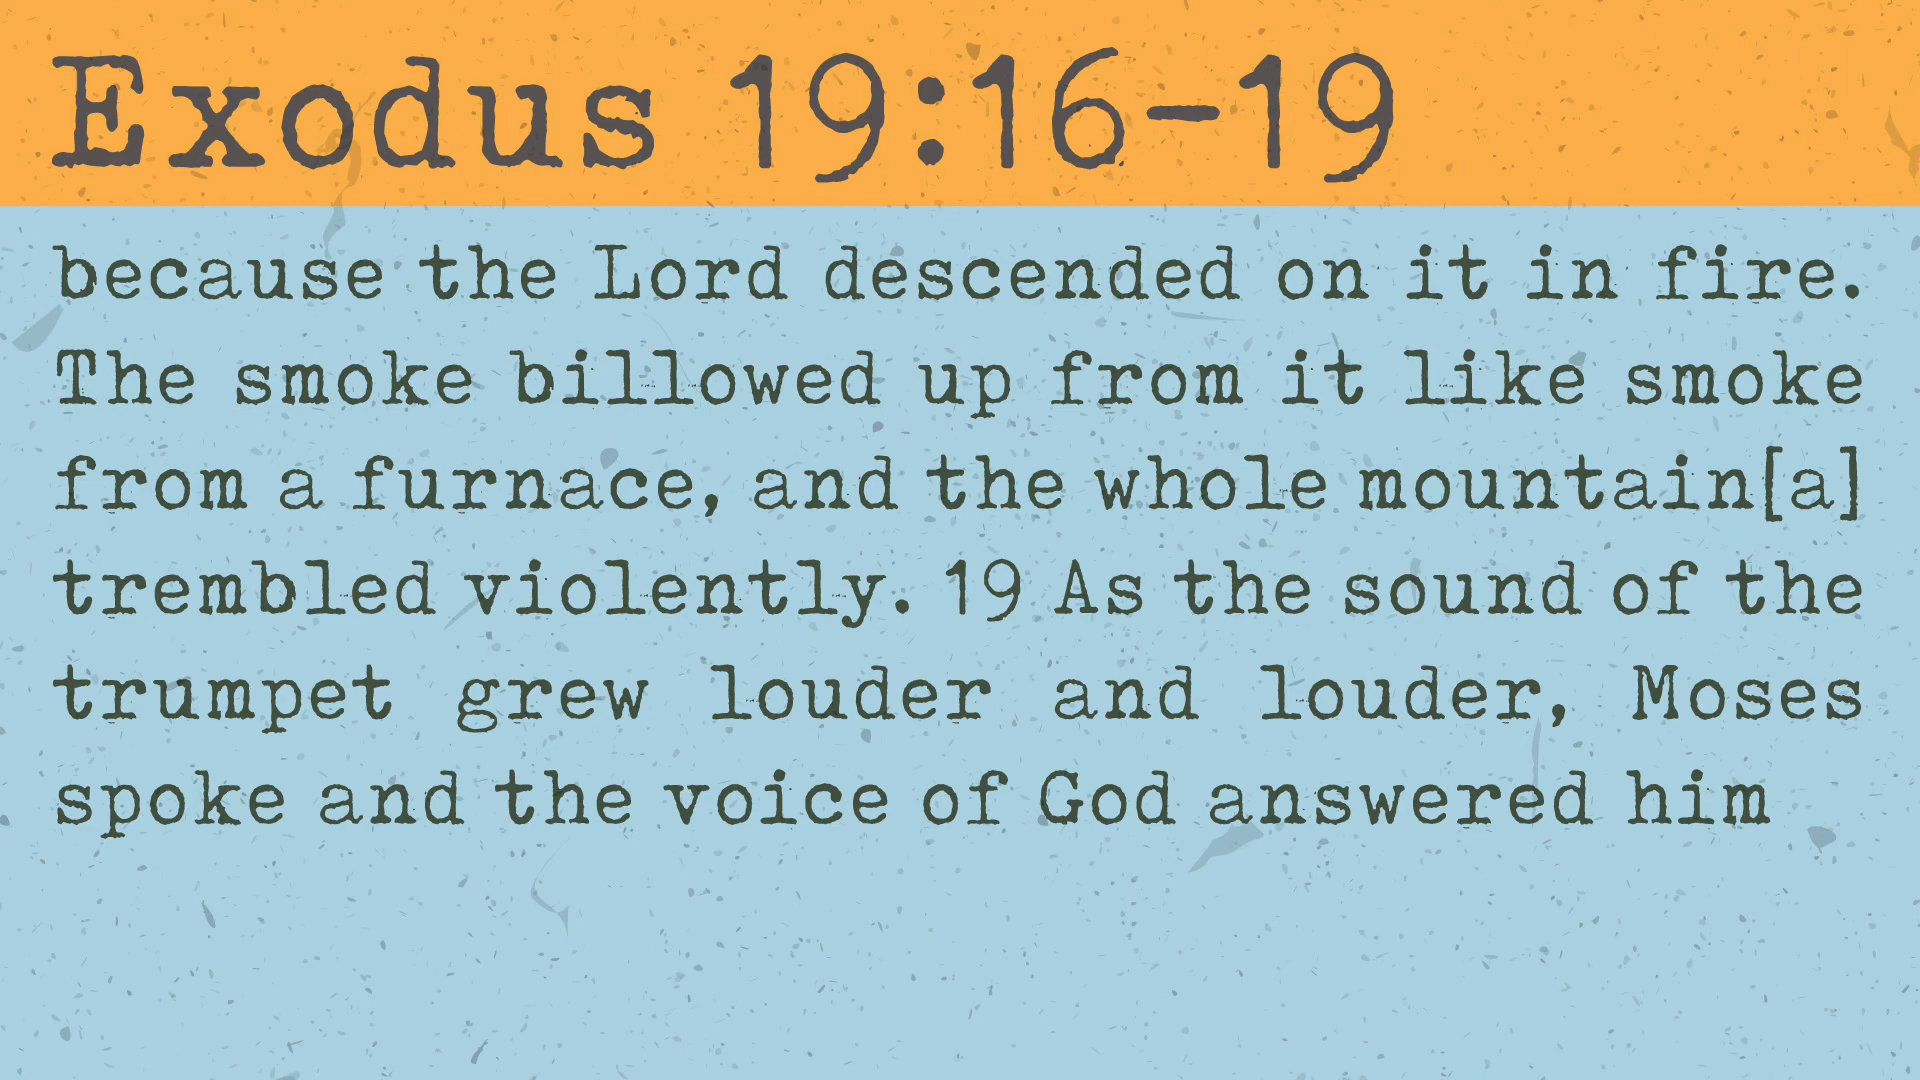 Exodus 19:16-19
because the Lord descended on it in fire.
The smoke billowed up from it like smoke
from a furnace, and the whole mountain[a]
trembled violently. 19 As the sound of the
trumpet grew louder and louder, Moses
spoke and the voice of God answered him